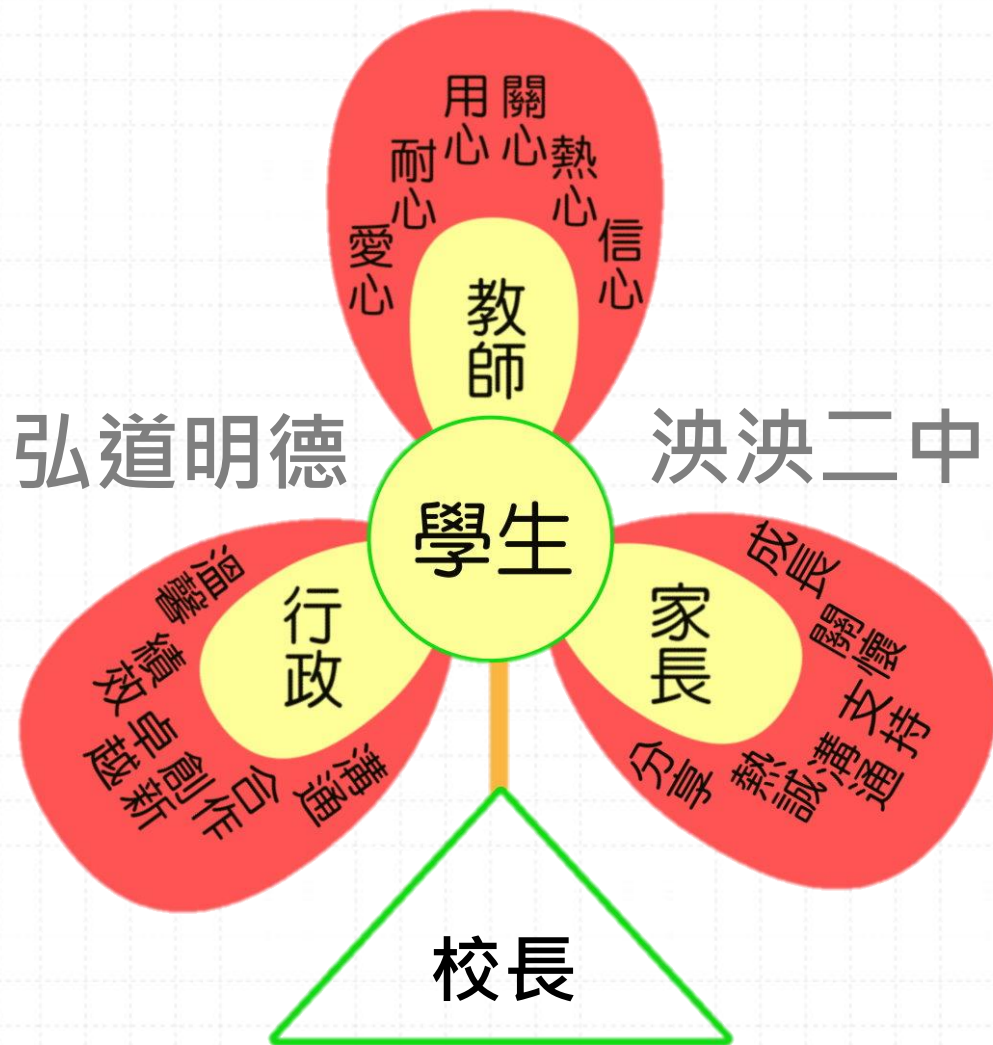 愛心
耐心
用心
關心
熱心
信心
教師
弘道明德
泱泱二中
學生
行政
溫馨
績效
卓越
創新
合作
溝通
家長
成長
關懷
支持
溝通
熱誠
分享
校長